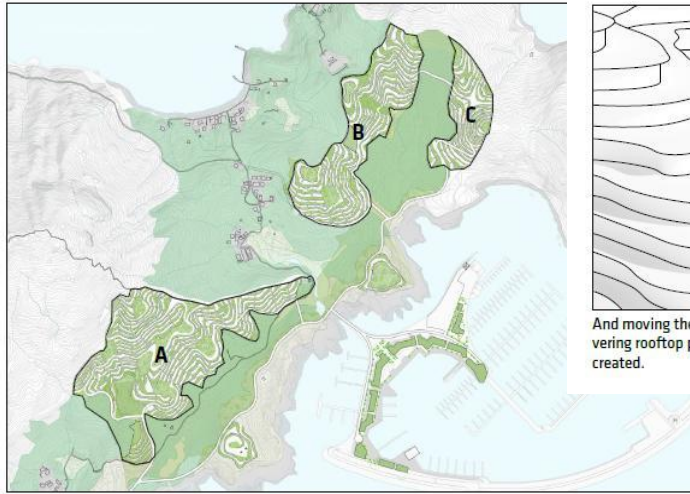 B
C
A
And moving the
vering rooftop p
created.